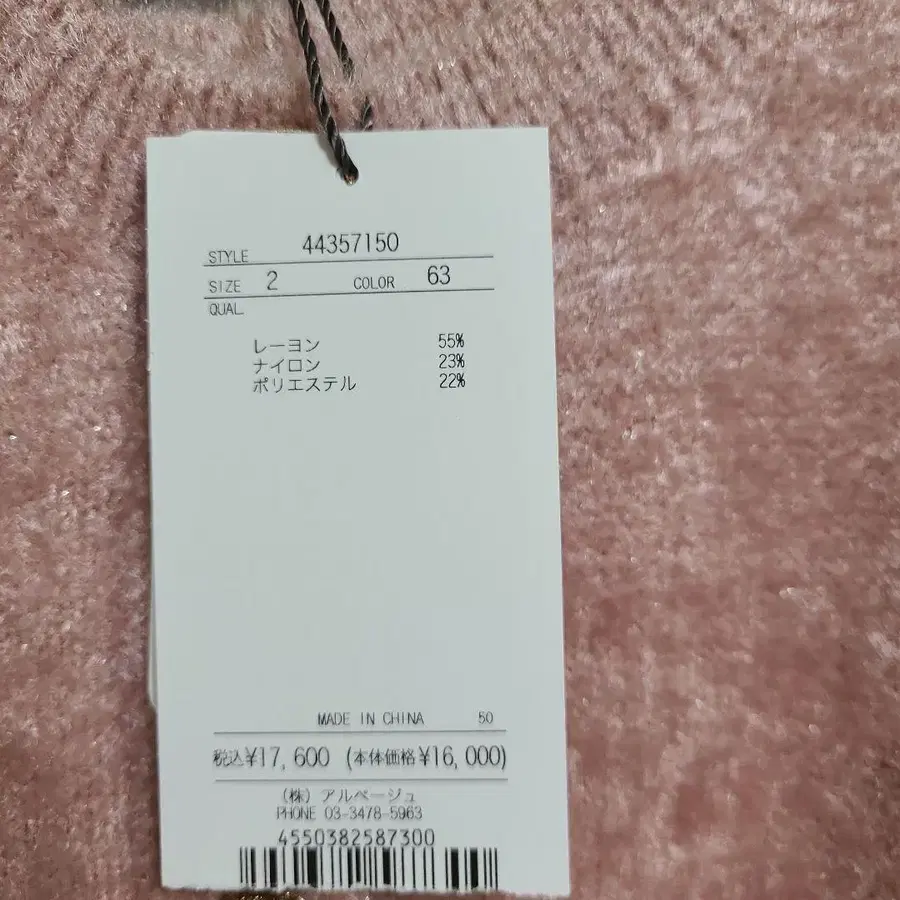 STYLE 44357150
SIZE 2 COLOR 63
QUAL.
レーヨン 55%
ナイロン 23%
ポリエステル 22%
MADE IN CHINA 50
税込¥17,600 (本体価格¥16,000)
(株) アルページュ
PHONE 03-3478-5963
4550382587300